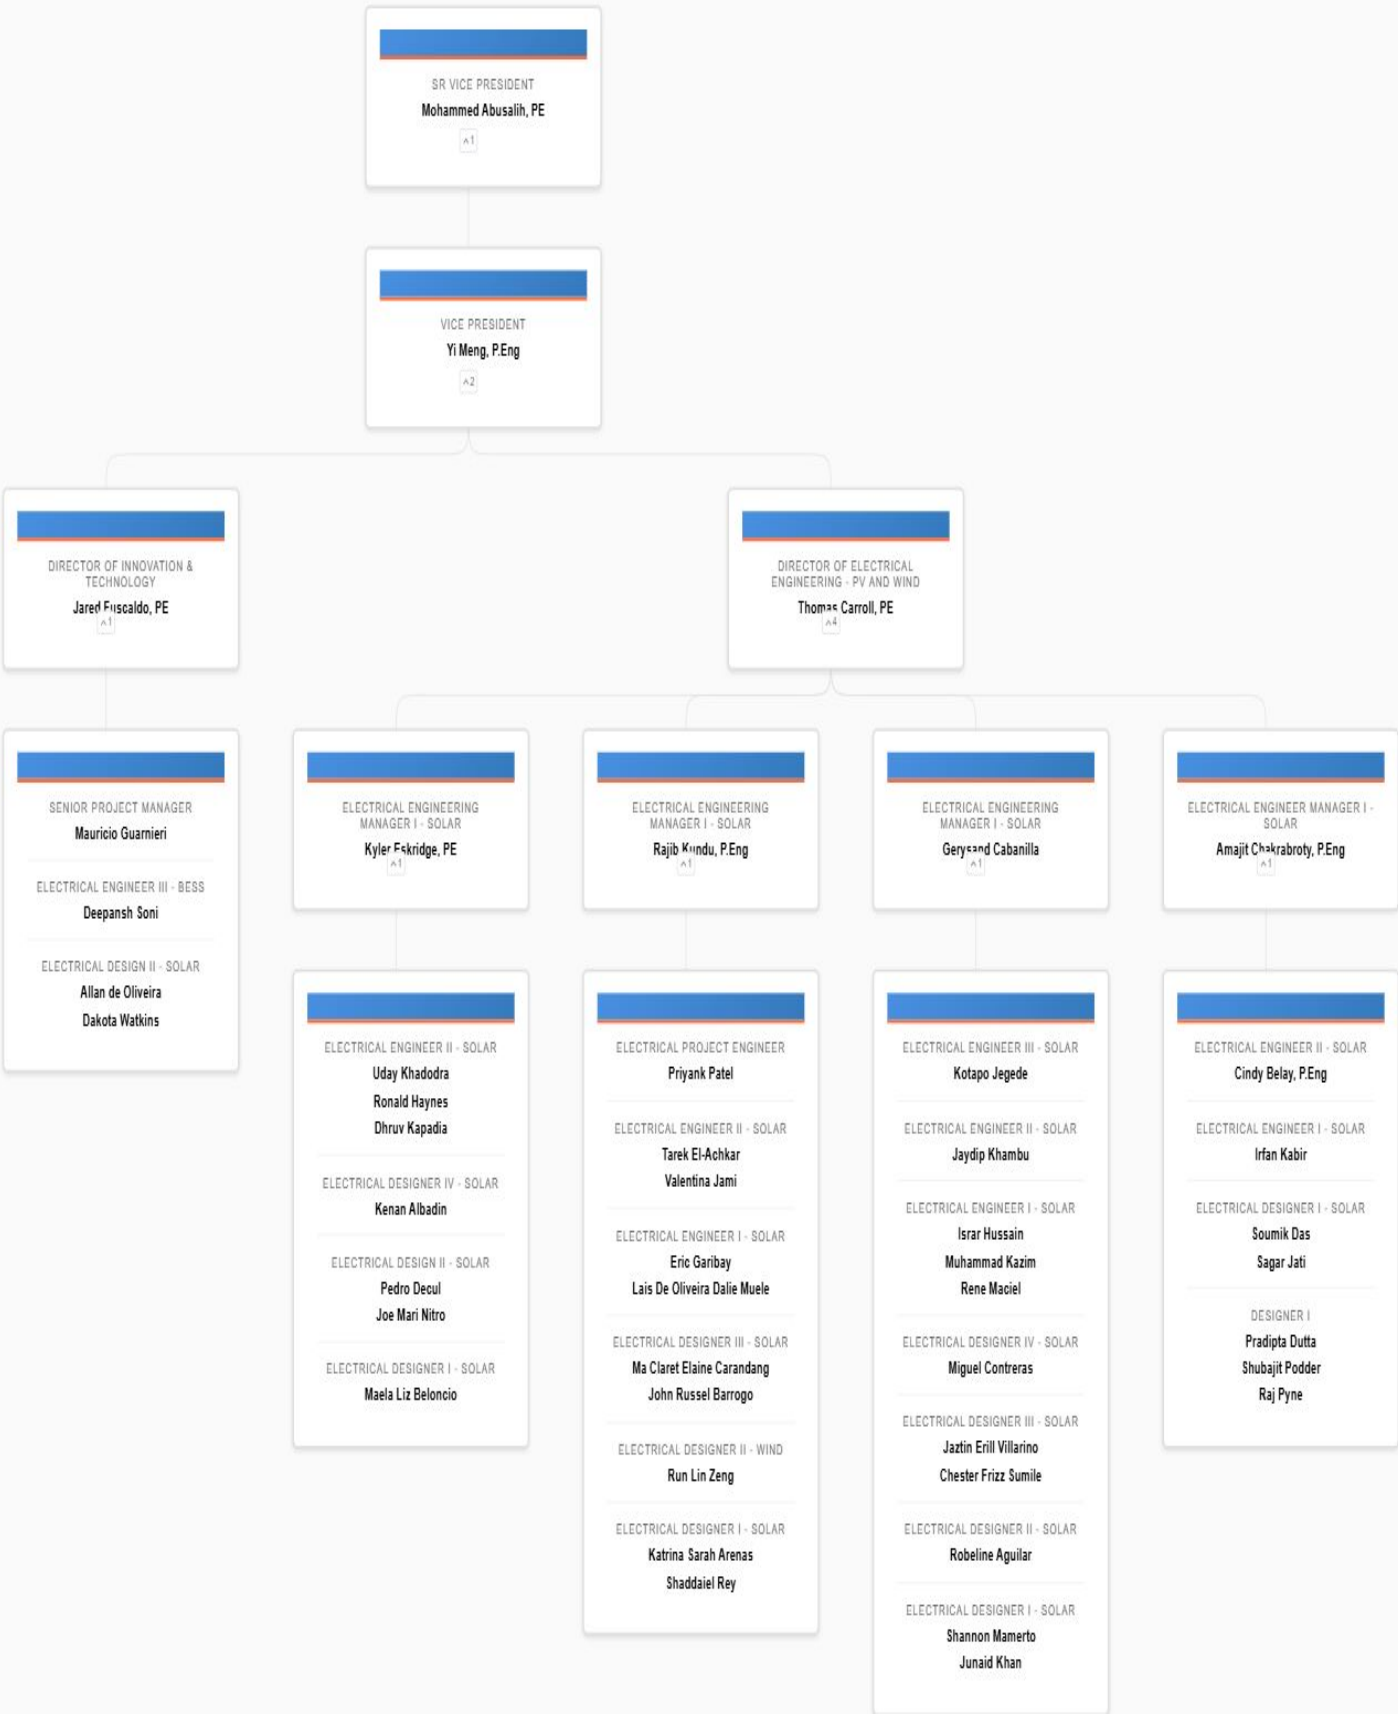 SR VICE PRESIDENT
Mohammed Abusalih, PE
^1
VICE PRESIDENT
Yi Meng, P.Eng
^2
DIRECTOR OF INNOVATION &
TECHNOLOGY
Jared Fuscaldo, PE
^1
DIRECTOR OF ELECTRICAL
ENGINEERING - PV AND WIND
Thomas Carroll, PE
^4
SENIOR PROJECT MANAGER
Mauricio Guarnieri
ELECTRICAL ENGINEER III - BESS
Deepansh Soni
ELECTRICAL DESIGN II - SOLAR
Allan de Oliveira
Dakota Watkins
ELECTRICAL ENGINEERING
MANAGER I - SOLAR
Kyler Eskridge, PE
^1
ELECTRICAL ENGINEERING
MANAGER I - SOLAR
Rajib Kundu, P.Eng
^1
ELECTRICAL ENGINEERING
MANAGER I - SOLAR
Gerysand Cabanilla
^1
ELECTRICAL ENGINEER MANAGER I -
SOLAR
Amajit Chakrabroty, P.Eng
^1
ELECTRICAL ENGINEER II - SOLAR
Uday Khadodra
Ronald Haynes
Dhruv Kapadia
ELECTRICAL DESIGNER IV - SOLAR
Kenan Albadin
ELECTRICAL DESIGN II - SOLAR
Pedro Decul
Joe Mari Nitro
ELECTRICAL DESIGNER I - SOLAR
Maela Liz Beloncio
ELECTRICAL PROJECT ENGINEER
Priyank Patel
ELECTRICAL ENGINEER II - SOLAR
Tarek El-Achkar
Valentina Jami
ELECTRICAL ENGINEER I - SOLAR
Eric Garibay
Lais De Oliveira Dalie Muele
ELECTRICAL DESIGNER III - SOLAR
Ma Claret Elaine Carandang
John Russel Barrogo
ELECTRICAL DESIGNER II - WIND
Run Lin Zeng
ELECTRICAL DESIGNER I - SOLAR
Katrina Sarah Arenas
Shaddaiel Rey
ELECTRICAL ENGINEER III - SOLAR
Kotapo Jegede
ELECTRICAL ENGINEER II - SOLAR
Jaydip Khambu
ELECTRICAL ENGINEER I - SOLAR
Israr Hussain
Muhammad Kazim
Rene Maciel
ELECTRICAL DESIGNER IV - SOLAR
Miguel Contreras
ELECTRICAL DESIGNER III - SOLAR
Jaztin Erill Villarino
Chester Frizz Sumile
ELECTRICAL DESIGNER II - SOLAR
Robeline Aguilar
ELECTRICAL DESIGNER I - SOLAR
Shannon Mamerto
Junaid Khan
ELECTRICAL ENGINEER II - SOLAR
Cindy Belay, P.Eng
ELECTRICAL ENGINEER I - SOLAR
Irfan Kabir
ELECTRICAL DESIGNER I - SOLAR
Soumik Das
Sagar Jati
DESIGNER I
Pradipta Dutta
Shubajit Podder
Raj Pyne